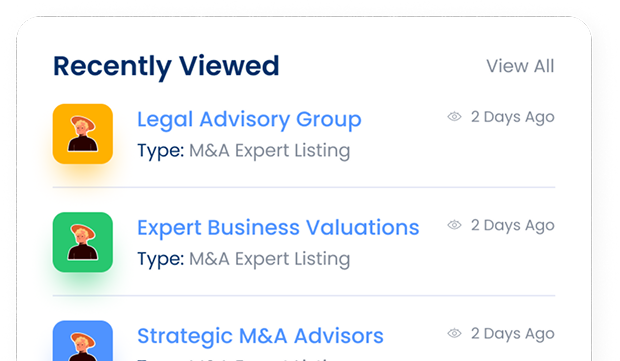 Recently Viewed
View All
Legal Advisory Group
2 Days Ago
Type: M&A Expert Listing
Expert Business Valuations
2 Days Ago
Type: M&A Expert Listing
Strategic M&A Advisors
2 Days Ago